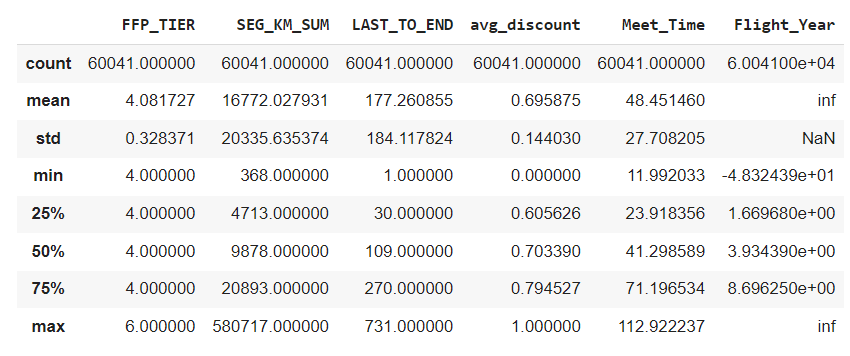 FFP_TIER SEG_KM_SUM LAST_TO_END avg_discount Meet_Time Flight_Year
count 60041.000000 60041.000000 60041.000000 60041.000000 60041.000000 6.004100e+04
mean 4.081727 16772.027931 177.260855 0.695875 48.451460 inf
std 0.328371 20335.635374 184.117824 0.144030 27.708205 NaN
min 4.000000 368.000000 1.000000 0.000000 11.992033 -4.832439e+01
25% 4.000000 4713.000000 30.000000 0.605626 23.918356 1.669680e+00
50% 4.000000 9878.000000 109.000000 0.703390 41.298589 3.934390e+00
75% 4.000000 20893.000000 270.000000 0.794527 71.196534 8.696250e+00
max 6.000000 580717.000000 731.000000 1.000000 112.922237 inf